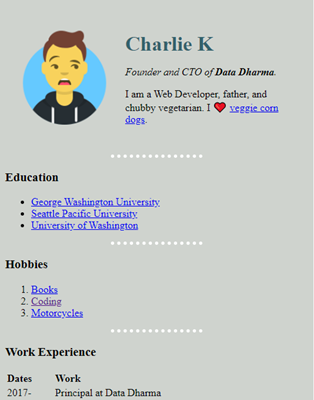 Charlie K
Founder and CTO of Data Dharma.
I am a Web Developer, father, and
chubby vegetarian. I ❤ veggie corn
dogs.
Education
George Washington University
Seattle Pacific University
University of Washington
Hobbies
1. Books
2. Coding
3. Motorcycles
Work Experience
Dates Work
2017- Principal at Data Dharma